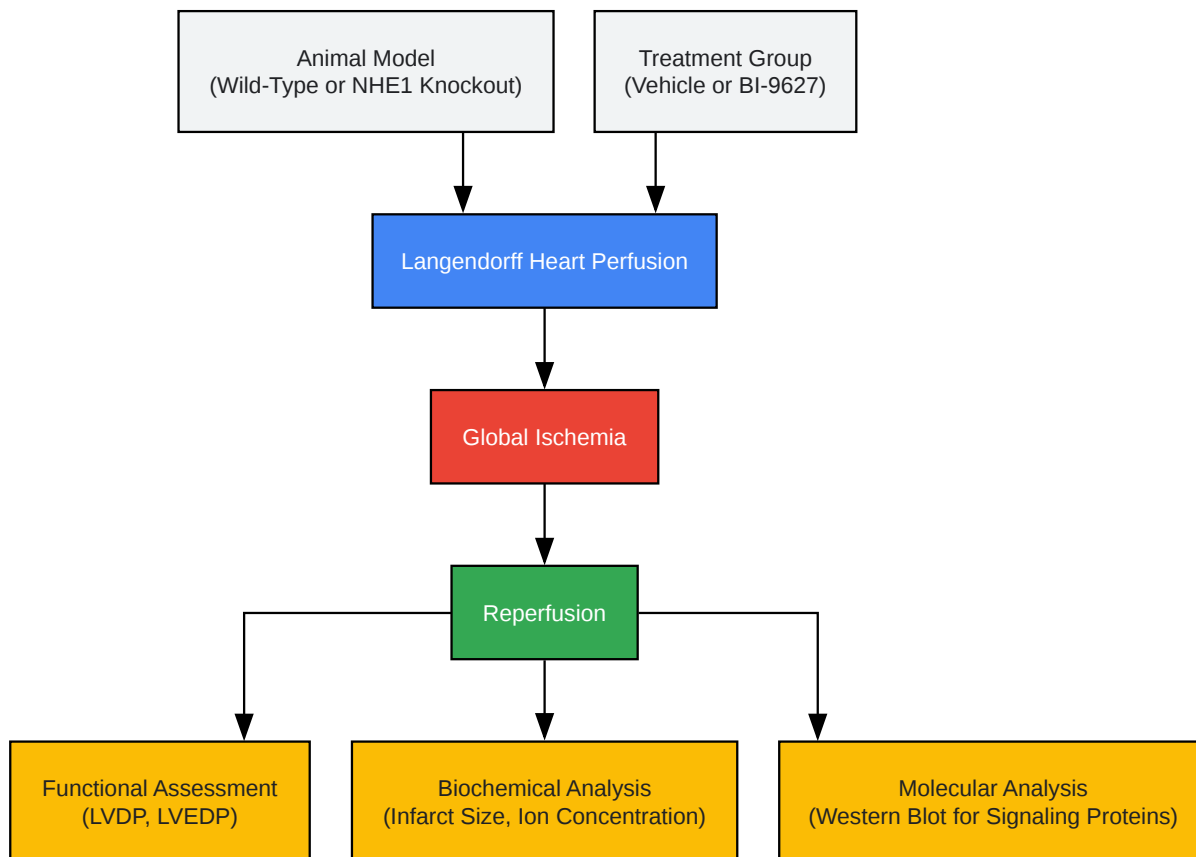 Animal Model
(Wild-Type or NHE1 Knockout)
Treatment Group
(Vehicle or BI-9627)
Langendorff Heart Perfusion
Global Ischemia
Reperfusion
Functional Assessment
(LVDP, LVEDP)
Biochemical Analysis
(Infarct Size, Ion Concentration)
Molecular Analysis
(Western Blot for Signaling Proteins)